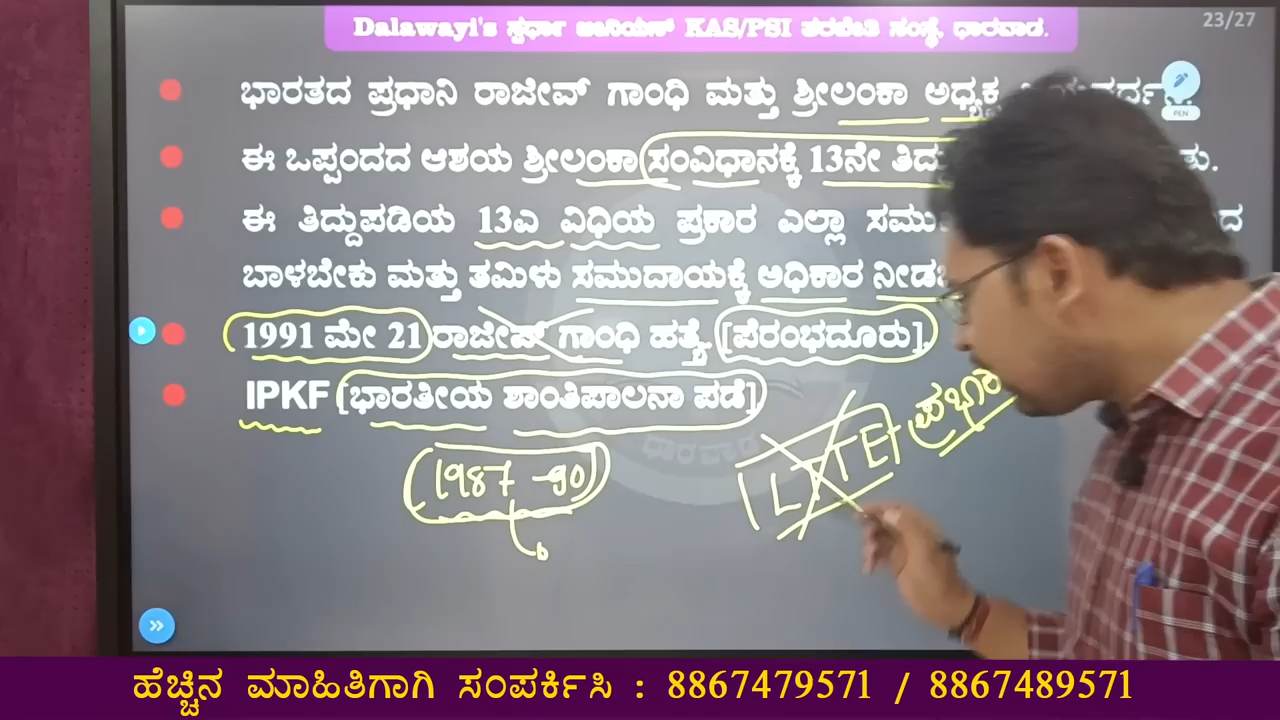 Dalawayi's ಸ್ಪರ್ಧಾ ಜೀನಿಯಸ್ KAS/PSI ತರಬೇತಿ ಸಂಸ್ಥೆ, ಧಾರವಾಡ.
23/27
PEN
ಭಾರತದ ಪ್ರಧಾನಿ ರಾಜೀವ್ ಗಾಂಧಿ ಮತ್ತು ಶ್ರೀಲಂಕಾ ಅಧ್ಯಕ್ಷ
ಈ ಒಪ್ಪಂದದ ಆಶಯ ಶ್ರೀಲಂಕಾ ಸಂವಿಧಾನಕ್ಕೆ 13ನೇ
ಈ ತಿದ್ದುಪಡಿಯ 13ಎ ವಿಧಿಯ ಪ್ರಕಾರ ಎಲ್ಲಾ
ಬಾಳಬೇಕು ಮತ್ತು ತಮಿಳು ಸಮುದಾಯಕ್ಕೆ ಅಧಿಕಾರ
1991 ಮೇ 21 ರಾಜೀವ್ ಗಾಂಧಿ ಹತ್ಯೆ. [ಪೆರಂಭದೂರು].
IPKF [ಭಾರತೀಯ ಶಾಂತಿಪಾಲನಾ ಪಡೆ]
ಧಾರವಾಡ
1987 -90
LTTE
ಹೆಚ್ಚಿನ ಮಾಹಿತಿಗಾಗಿ ಸಂಪರ್ಕಿಸಿ : 8867479571 / 8867489571